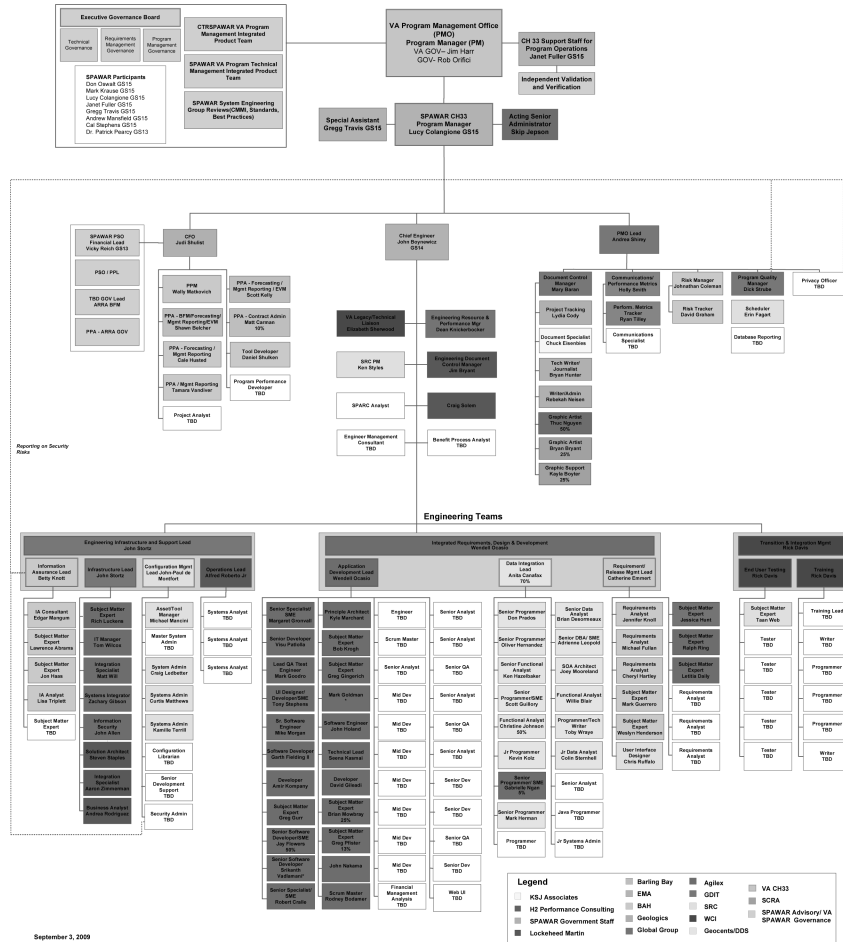 Executive Governance Board
Technical
Governance
Requirements
Management
Governance
Program
Management
Governance
SPAWAR Participants
Don Oswalt GS15
Mark Krause GS15
Lucy Colangione GS15
Janet Fuller GS15
Gregg Travis GS15
Andrew Mansfield GS15
Cal Stephens GS15
Dr. Patrick Pearcy GS13
CTRSPAWAR VA Program
Management Integrated
Product Team
SPAWAR VA Program Technical
Management Integrated Product
Team
SPAWAR System Engineering
Group Reviews(CMMI, Standards,
Best Practices)
VA Program Management Office
(PMO)
Program Manager (PM)
VA GOV– Jim Harr
GOV- Rob Orifici
CH 33 Support Staff for
Program Operations
Janet Fuller GS15
Independent Validation
and Verification
Special Assistant
Gregg Travis GS15
SPAWAR CH33
Program Manager
Lucy Colangione GS15
Acting Senior
Administrator
Skip Jepson
SPAWAR PSO
Financial Lead
Vicky Reich GS13
PSO / PPL
TBD GOV Lead
ARRA BFM
PPA - ARRA GOV
CFO
Judi Shulist
PPM
Wally Matkovich
PPA - BFM/Forecasting/
Mgmt Reporting/EVM
Shawn Belcher
PPA - Forecasting /
Mgmt Reporting
Cale Husted
PPA / Mgmt Reporting
Tamara Vandiver
Project Analyst
TBD
PPA - Forecasting /
Mgmt Reporting / EVM
Scott Kelly
PPA - Contract Admin
Matt Carman
10%
Tool Developer
Daniel Shulken
Program Performance
Developer
TBD
Chief Engineer
John Boynewicz
GS14
VA Legacy/Technical
Liaison
Elizabeth Sherwood
SRC PM
Ken Styles
SPARC Analyst
Engineer Management
Consultant
TBD
Engineering Resource &
Performance Mgr
Dean Knickerbocker
Engineering Document
Control Manager
Jim Bryant
Craig Solem
Benefit Process Analyst
TBD
PMO Lead
Andrea Shirey
Document Control
Manager
Mary Baran
Project Tracking
Lydia Cody
Document Specialist
Chuck Eisenbies
Tech Writer/
Journalist
Bryan Hunter
Writer/Admin
Rebekah Neisen
Graphic Artist
Thuc Nguyen
50%
Graphic Artist
Bryan Bryant
25%
Graphic Support
Kayla Boyter
25%
Communications/
Performance Metrics
Holly Smith
Perform. Metrics
Tracker
Ryan Tilley
Communications
Specialist
TBD
Risk Manager
Johnathan Coleman
Risk Tracker
David Graham
Program Quality
Manager
Dick Strube
Scheduler
Erin Fagart
Database Reporting
TBD
Privacy Officer
TBD
Reporting on Security
Risks
Engineering Teams
Engineering Infrastructure and Support Lead
John Stortz
Information
Assurance Lead
Betty Knott
IA Consultant
Edgar Mangum
Subject Matter
Expert
Lawrence Abrams
Subject Matter
Expert
Jon Hass
IA Analyst
Lisa Triplett
Subject Matter
Expert
TBD
Infrastructure Lead
John Stortz
Subject Matter
Expert
Rich Luckene
IT Manager
Tom Wilcox
Integration
Specialist
Matt Will
Systems Integrator
Zachary Gibson
Information
Security
John Allen
Solution Architect
Steven Staples
Integration
Specialist
Aaron Zimmerman
Business Analyst
Andrea Rodriguas
Configuration Mgmt
Lead John-Paul de
Montfort
Asset/Tool
Manager
Michael Mancini
Master System
Admin
TBD
System Admin
Craig Ledbetter
Systems Admin
Curtis Matthews
Systems Admin
Kamille Terrill
Configuration
Librarian
TBD
Senior
Development
Support
TBD
Security Admin
TBD
Operations Lead
Alfred Roberto Jr
Systems Analyst
TBD
Systems Analyst
TBD
Systems Analyst
TBD
Integrated Requirements, Design & Development
Wendell Ocasio
Application
Development Lead
Wendell Ocasio
Senior Specialist/
SME
Margaret Gronvall
Senior Developer
Visu Patlolla
Lead QA Ttest
Engineer
Mark Goodro
UI Designer/
Developer/SME
Tony Stephens
Sr. Software
Engineer
Mike Morgan
Software Developer
Garth Fielding II
Developer
Amir Kompany
Subject Matter
Expert
Greg Gurr
Senior Software
Developer/SME
Jay Flowers
60%
Senior Software
Developer
Srikanth
Vadlamani*
Senior Specialist/
SME
Robert Crelle
Principle Architect
Kyle Marchant
Subject Matter
Expert
Bob Knigh
Subject Matter
Expert
Greg Gingerich
Mark Goldman
*
Software Engineer
John Holand
Technical Lead
Seena Kasmai
Developer
David Gileadi
Subject Matter
Expert
Brian Mowbray
25%
Subject Matter
Expert
Greg Pfister
13%
John Nakama
Scrum Master
Rodney Bodamer
Engineer
TBD
Scrum Master
TBD
Senior Analyst
TBD
Mid Dev
TBD
Mid Dev
TBD
Mid Dev
TBD
Mid Dev
TBD
Mid Dev
TBD
Mid Dev
TBD
Mid Dev
TBD
Financial
Management
Analysis
TBD
Senior Analyst
TBD
Senior Analyst
TBD
Senior QA
TBD
Senior Analyst
TBD
Senior QA
TBD
Senior Analyst
TBD
Senior Dev
TBD
Senior Dev
TBD
Senior QA
TBD
Senior Dev
TBD
Web UI
TBD
Data Integration
Lead
Anita Canafax
70%
Senior Programmer
Don Prados
Senior Programmer
Oliver Hernandez
Senior Functional
Analyst
Ken Hazelbaker
Senior
Programmer/SME
Scott Guillory
Functional Analyst
Christine Johnson
50%
Jr Programmer
Kevin Kolz
Senior
Programmer/ SME
Gabrielly Ngan
5%
Senior Programmer
Mark Herman
Programmer
TBD
Senior Data
Analyst
Brian Desormeaux
Senior DBA/ SME
Adrienne Leopold
SOA Architect
Joey Mooreland
Functional Analyst
Willie Blair
Programmer/Tech
Writer
Toby Wraye
Jr Data Analyst
Colin Sternhell
Senior Analyst
TBD
Java Programmer
TBD
Jr Systems Admin
TBD
Requirement/
Release Mgmt Lead
Catherine Emmert
Requirements
Analyst
Jennifer Knoll
Requirements
Analyst
Michael Fullen
Requirements
Analyst
Cheryl Hartley
Subject Matter
Expert
Mark Guerrero
Subject Matter
Expert
Weslyn Henderson
User Interface
Designer
Chris Ruffalo
Subject Matter
Expert
Jessica Hunt
Subject Matter
Expert
Ralph Ring
Subject Matter
Expert
Letitia Daily
Requirements
Analyst
TBD
Requirements
Analyst
TBD
Requirements
Analyst
TBD
Transition & Integration Mgmt
Rick Davis
End User Testing
Rick Davis
Subject Matter
Expert
Taan Web
Tester
TBD
Tester
TBD
Tester
TBD
Tester
TBD
Tester
TBD
Training
Rick Davis
Training Lead
TBD
Writer
TBD
Programmer
TBD
Programmer
TBD
Programmer
TBD
Writer
TBD
Legend
KSJ Associates
H2 Performance Consulting
SPAWAR Government Staff
Lockeheed Martin
Barling Bay
EMA
BAH
Geologics
Global Group
Agilex
GDIT
SRC
WCI
Geocents/DDS
VA CH33
SCRA
SPAWAR Advisory/ VA
SPAWAR Governance
September 3, 2009